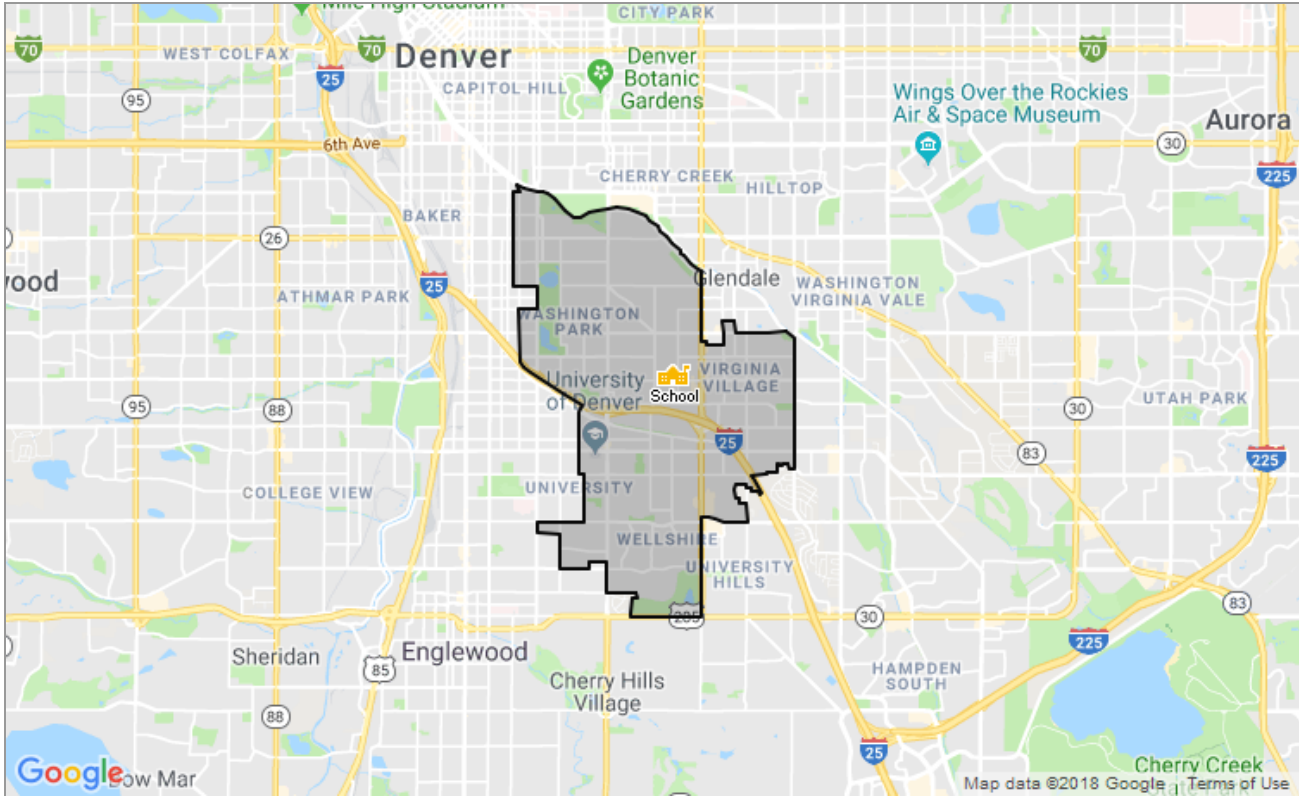 Mile High Stadium
CITY PARK
70
WEST COLFAX
70
Denver
70
25
CAPITOL HILL
Denver
Botanic
Gardens
95
Wings Over the Rockies
Air & Space Museum
Aurora
6th Ave
30
225
CHERRY CREEK
HILLTOP
BAKER
26
wood
25
ATHMAR PARK
Glendale
WASHINGTON
VIRGINIA VALE
WASHINGTON
PARK
University
of Denver
School
VIRGINIA
VILLAGE
95
88
30
UTAH PARK
25
83
225
COLLEGE VIEW
UNIVERSITY
WELLSHIRE
UNIVERSITY
HILLS
285
30
83
225
Sheridan
85
Englewood
HAMPDEN
SOUTH
Cherry Hills
Village
88
25
Google
Bow Mar
Cherry Creek
State Park
Map data ©2018 Google
Terms of Use